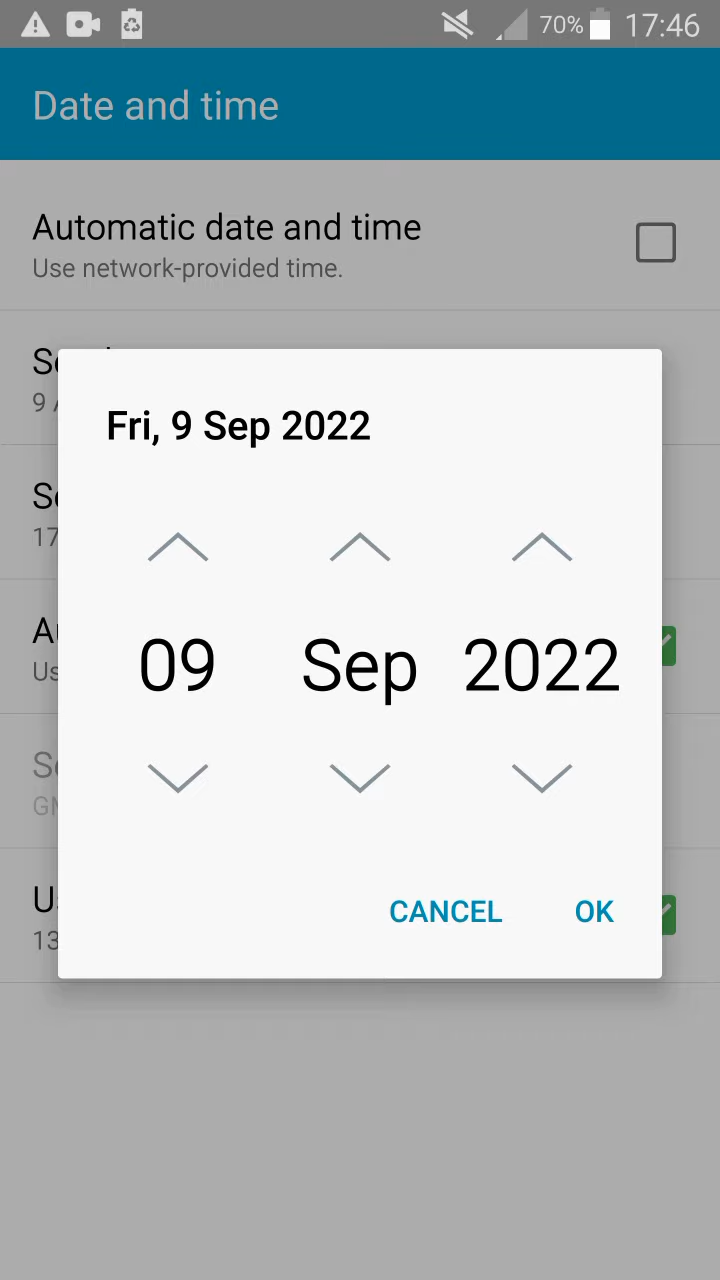 70% 17:46
Date and time
Automatic date and time
Use network-provided time.
Fri, 9 Sep 2022
09 Sep 2022
CANCEL OK